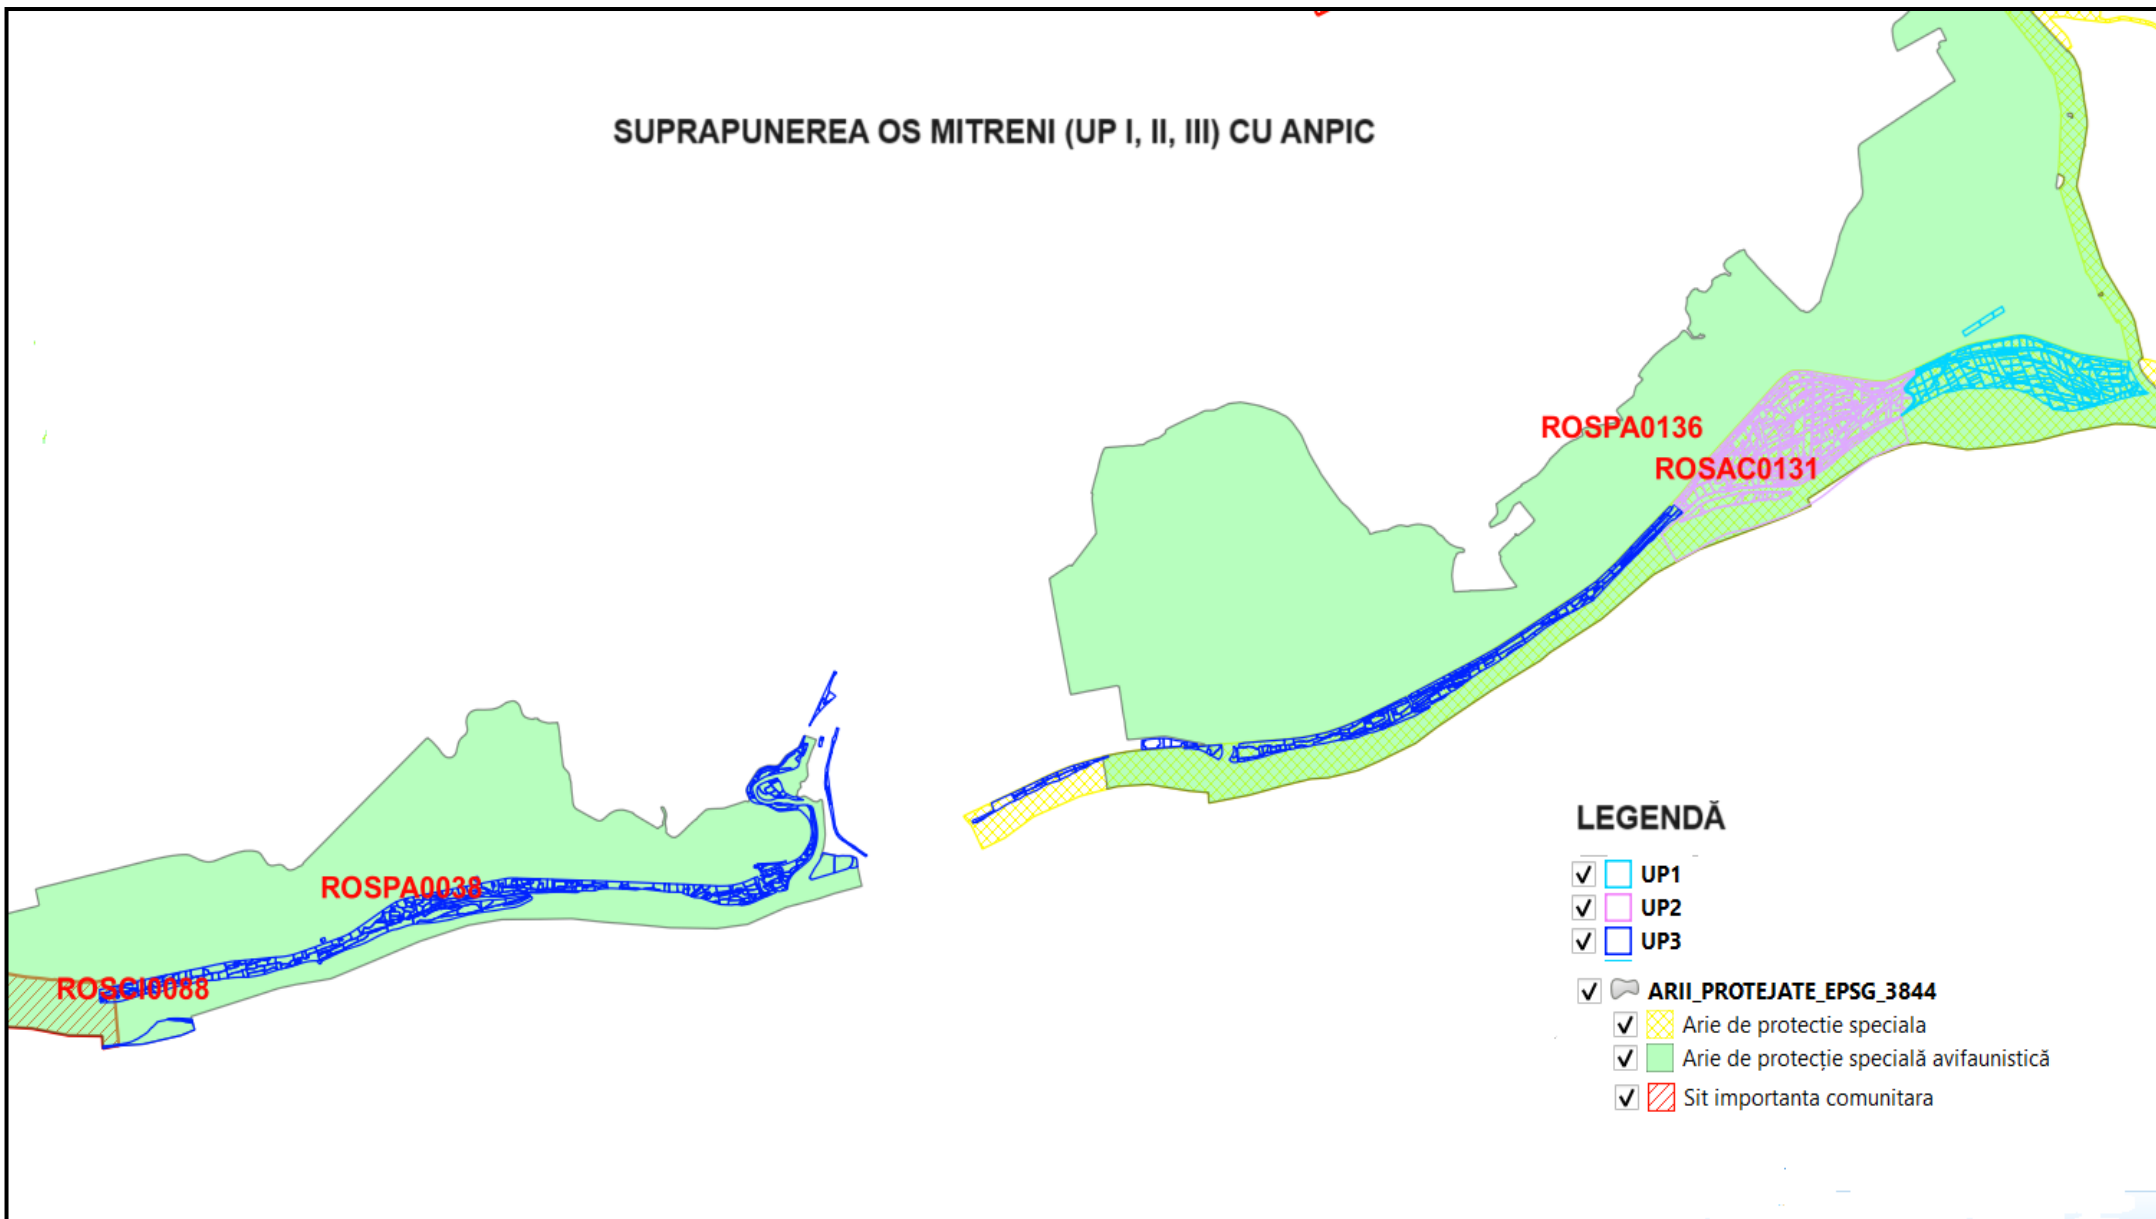 SUPRAPUNEREA OS MITRENI (UP I, II, III) CU ANPIC
ROSPA0136
ROSAC0131
ROSPA0038
ROSCI0088
LEGENDĂ
UP1
UP2
UP3
ARII_PROTEJATE_EPSG_3844
Arie de protectie speciala
Arie de protecție specială avifaunistică
Sit importanta comunitara